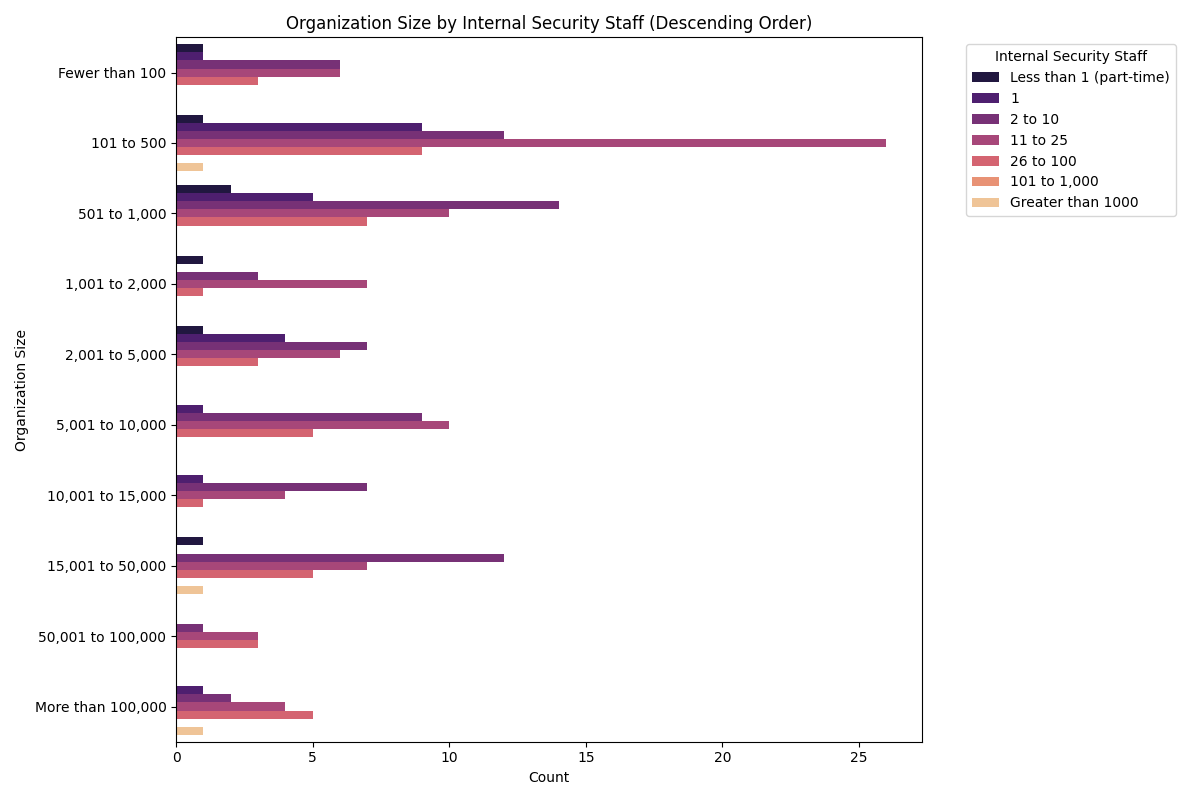 Organization Size by Internal Security Staff (Descending Order)
Internal Security Staff
Less than 1 (part-time)
1
2 to 10
11 to 25
26 to 100
101 to 1,000
Greater than 1000
Organization Size
Fewer than 100
101 to 500
501 to 1,000
1,001 to 2,000
2,001 to 5,000
5,001 to 10,000
10,001 to 15,000
15,001 to 50,000
50,001 to 100,000
More than 100,000
0 5 10 15 20 25
Count